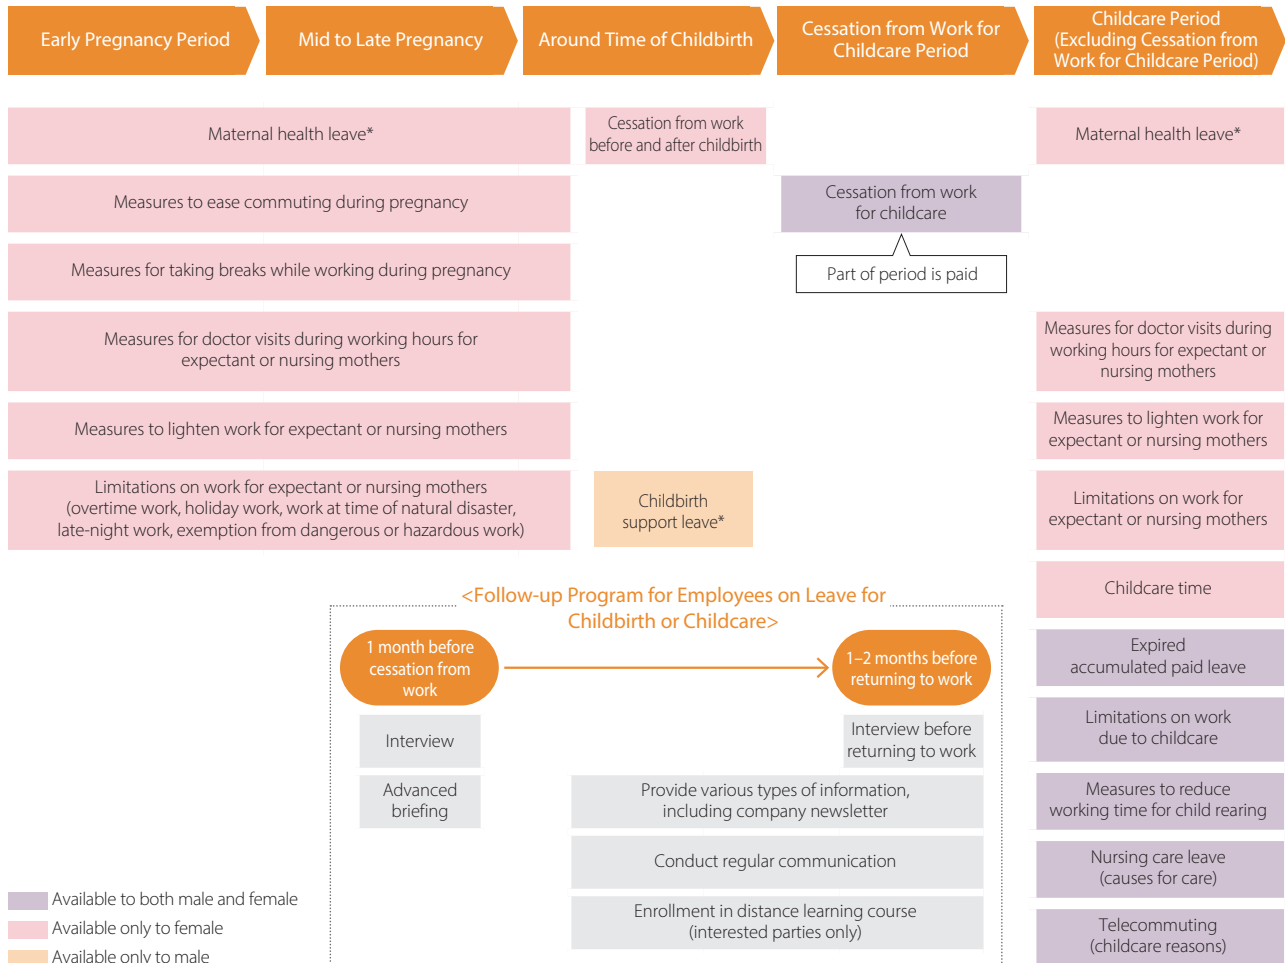 Early Pregnancy Period
Mid to Late Pregnancy
Around Time of Childbirth
Cessation from Work for
Childcare Period
Childcare Period
(Excluding Cessation from
Work for Childcare Period)
Maternal health leave*
Cessation from work
before and after childbirth
Maternal health leave*
Measures to ease commuting during pregnancy
Cessation from work
for childcare
Measures for taking breaks while working during pregnancy
Part of period is paid
Measures for doctor visits during working hours for
expectant or nursing mothers
Measures for doctor visits during
working hours for expectant or
nursing mothers
Measures to lighten work for expectant or nursing mothers
Measures to lighten work for
expectant or nursing mothers
Limitations on work for expectant or nursing mothers
(overtime work, holiday work, work at time of natural disaster,
late-night work, exemption from dangerous or hazardous work)
Childbirth
support leave*
Limitations on work for
expectant or nursing mothers
Childcare time
Expired
accumulated paid leave
Limitations on work
due to childcare
Measures to reduce
working time for child rearing
Nursing care leave
(causes for care)
Telecommuting
(childcare reasons)
<Follow-up Program for Employees on Leave for
Childbirth or Childcare>
1 month before
cessation from
work
1–2 months before
returning to work
Interview
Interview before
returning to work
Advanced
briefing
Provide various types of information,
including company newsletter
Conduct regular communication
Enrollment in distance learning course
(interested parties only)
Available to both male and female
Available only to female
Available only to male